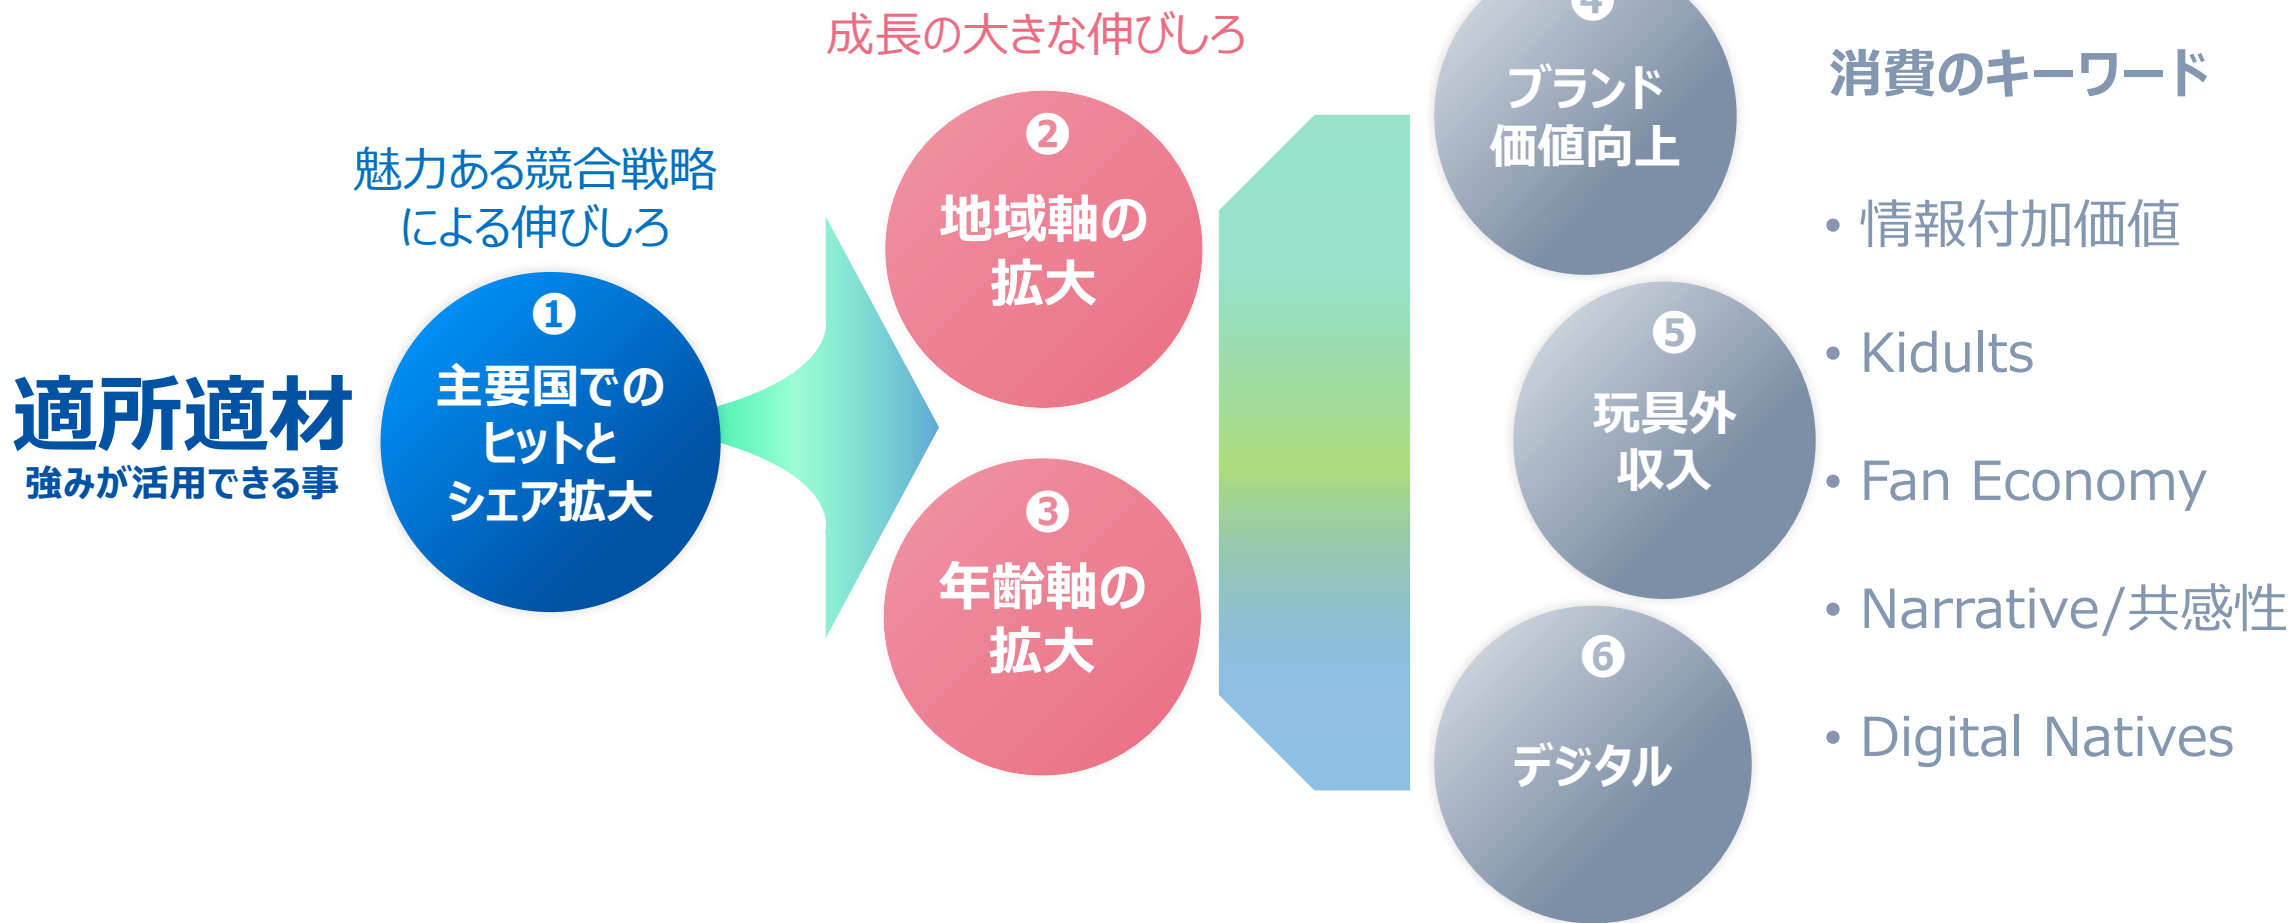 適所適材
強みが活用できる事
魅力ある競合戦略
による伸びしろ
❶
主要国での
ヒットと
シェア拡大
成長の大きな伸びしろ
❷
地域軸の
拡大
❸
年齢軸の
拡大
❹
ブランド
価値向上
❺
玩具外
収入
❻
デジタル
消費のキーワード
• 情報付加価値
• Kidults
• Fan Economy
• Narrative/共感性
• Digital Natives